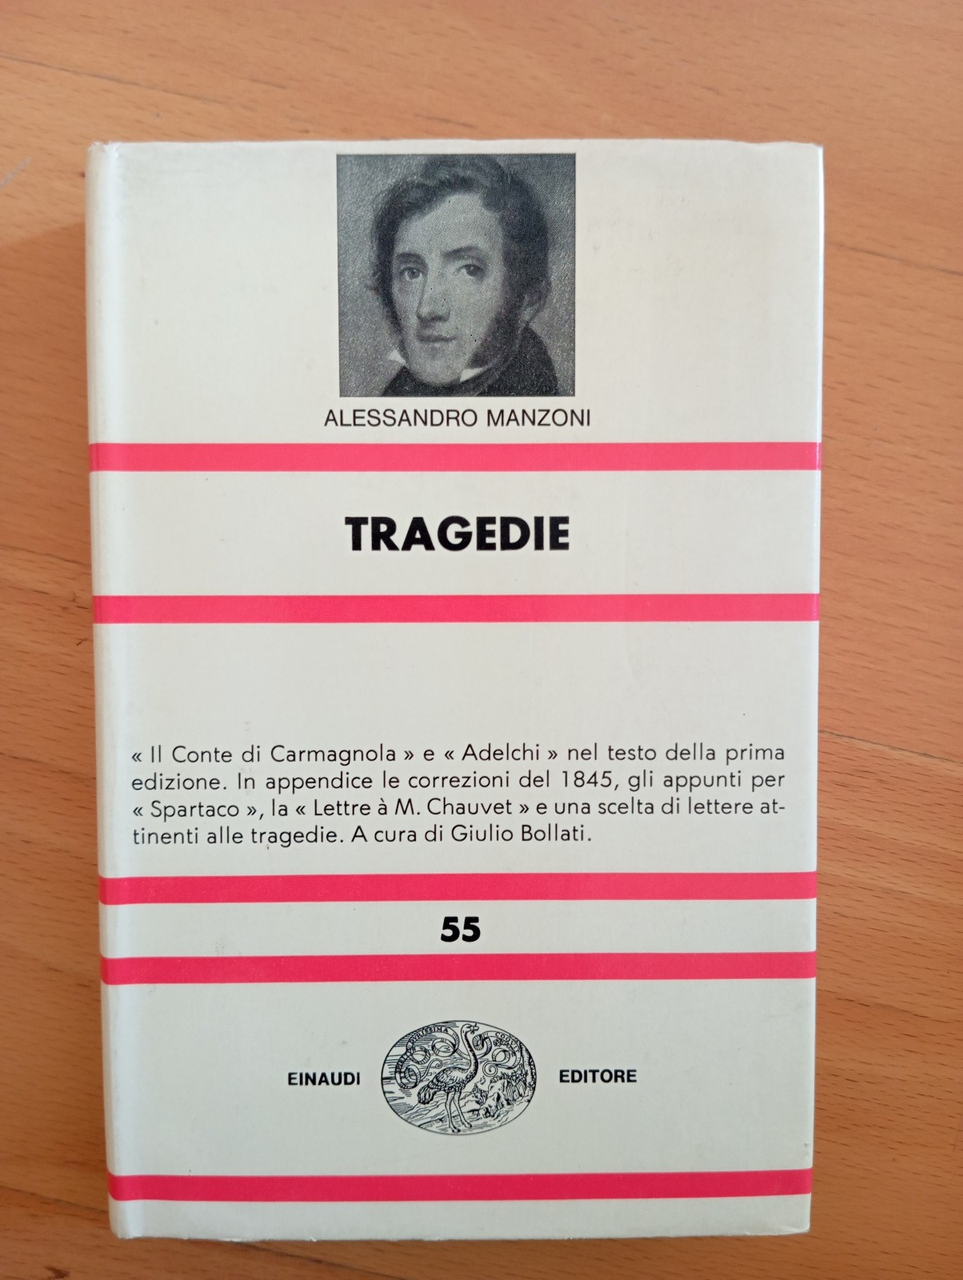 ALESSANDRO MANZONI
TRAGEDIE
« Il Conte di Carmagnola » e « Adelchi » nel testo della prima
edizione. In appendice le correzioni del 1845, gli appunti per
« Spartaco », la « Lettre à M. Chauvet » e una scelta di lettere at-
tinenti alle tragedie. A cura di Giulio Bollati.
55
EINAUDI EDITORE